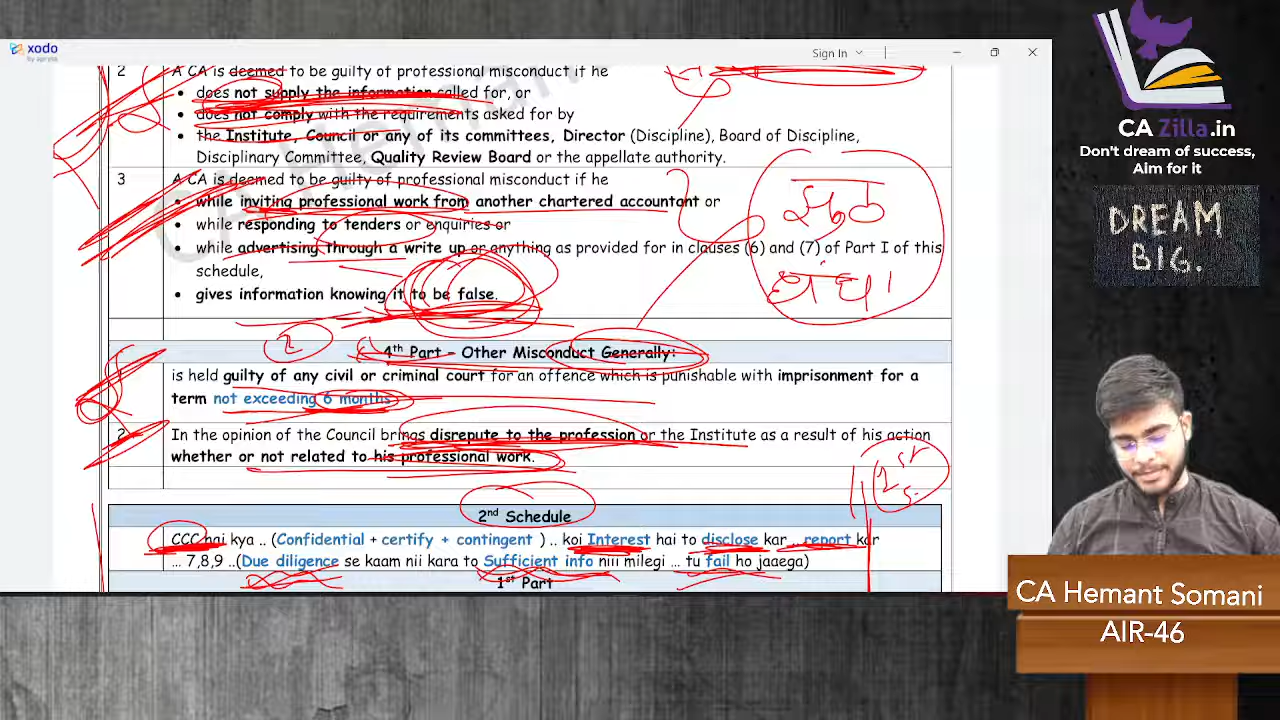 xodo
by apryse
Sign In
2
A CA is deemed to be guilty of professional misconduct if he
• does not supply the information called for, or
• does not comply with the requirements asked for by
• the Institute, Council or any of its committees, Director (Discipline), Board of Discipline,
Disciplinary Committee, Quality Review Board or the appellate authority.
3
A CA is deemed to be guilty of professional misconduct if he
• while inviting professional work from another chartered accountant or
• while responding to tenders or enquiries or
• while advertising through a write up or anything as provided for in clauses (6) and (7) of Part I of this
schedule,
• gives information knowing it to be false.
2
4th Part – Other Misconduct Generally:
is held guilty of any civil or criminal court for an offence which is punishable with imprisonment for a
term not exceeding 6 months
2
In the opinion of the Council brings disrepute to the profession or the Institute as a result of his action
whether or not related to his professional work.
2nd Schedule
CCC hai kya .. (Confidential + certify + contingent ) .. koi Interest hai to disclose kar .. report kar
... 7,8,9 ..(Due diligence se kaam nii kara to Sufficient info niii milegi ... tu fail ho jaaega)
1st Part
CA Zilla.in
Don't dream of success,
Aim for it
DREAM
BIG.
CA Hemant Somani
AIR-46